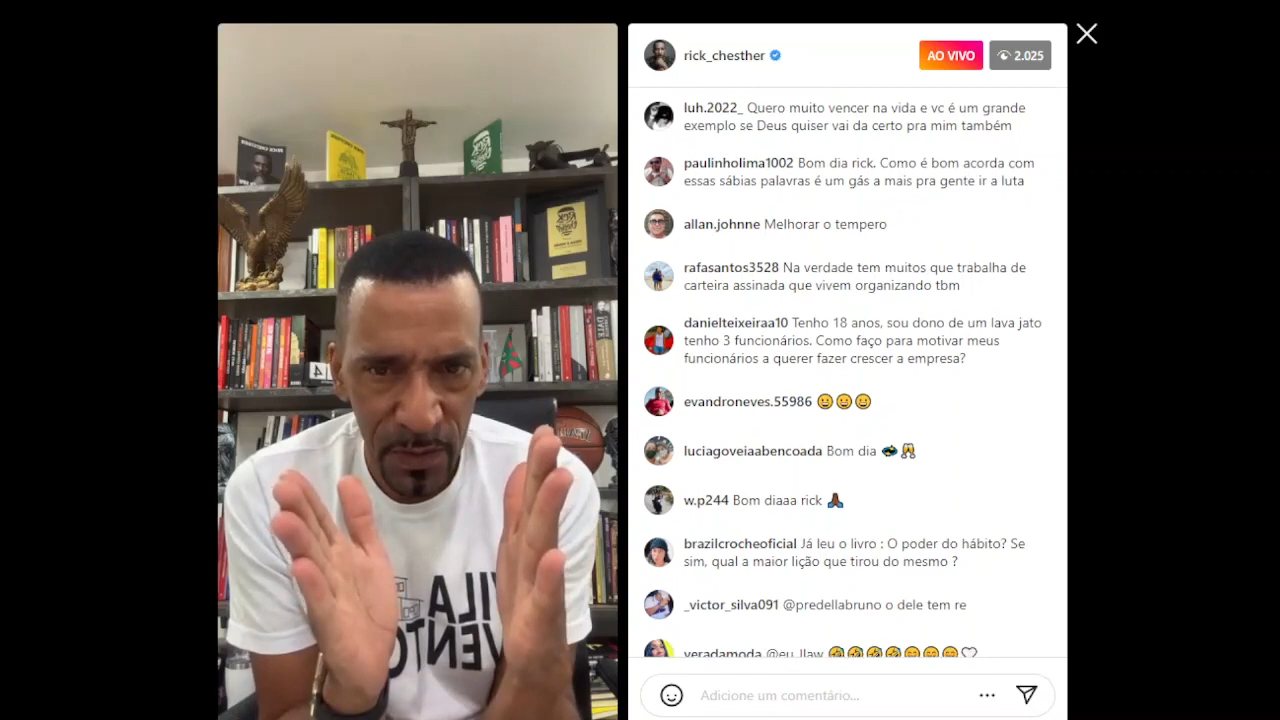 rick_chesther
AO VIVO
2.025
luh.2022_ Quero muito vencer na vida e vc é um grande
exemplo se Deus quiser vai da certo pra mim também
paulinholima1002 Bom dia rick. Como é bom acorda com
essas sábias palavras é um gás a mais pra gente ir a luta
allan.johnne Melhorar o tempero
rafasantos3528 Na verdade tem muitos que trabalha de
carteira assinada que vivem organizando tbm
danielteixeiraa10 Tenho 18 anos, sou dono de um lava jato
tenho 3 funcionários. Como faço para motivar meus
funcionários a querer fazer crescer a empresa?
evandroneves.55986 😃😃😃
luciagoveiaabencoada Bom dia
w.p244 Bom diaaa rick 🙏🏾
brazilcrocheoficial Já leu o livro : O poder do hábito? Se
sim, qual a maior lição que tirou do mesmo ?
_victor_silva091 @predellabruno o dele tem re
veradamoda
Adicione um comentário...
VILA
VENTO